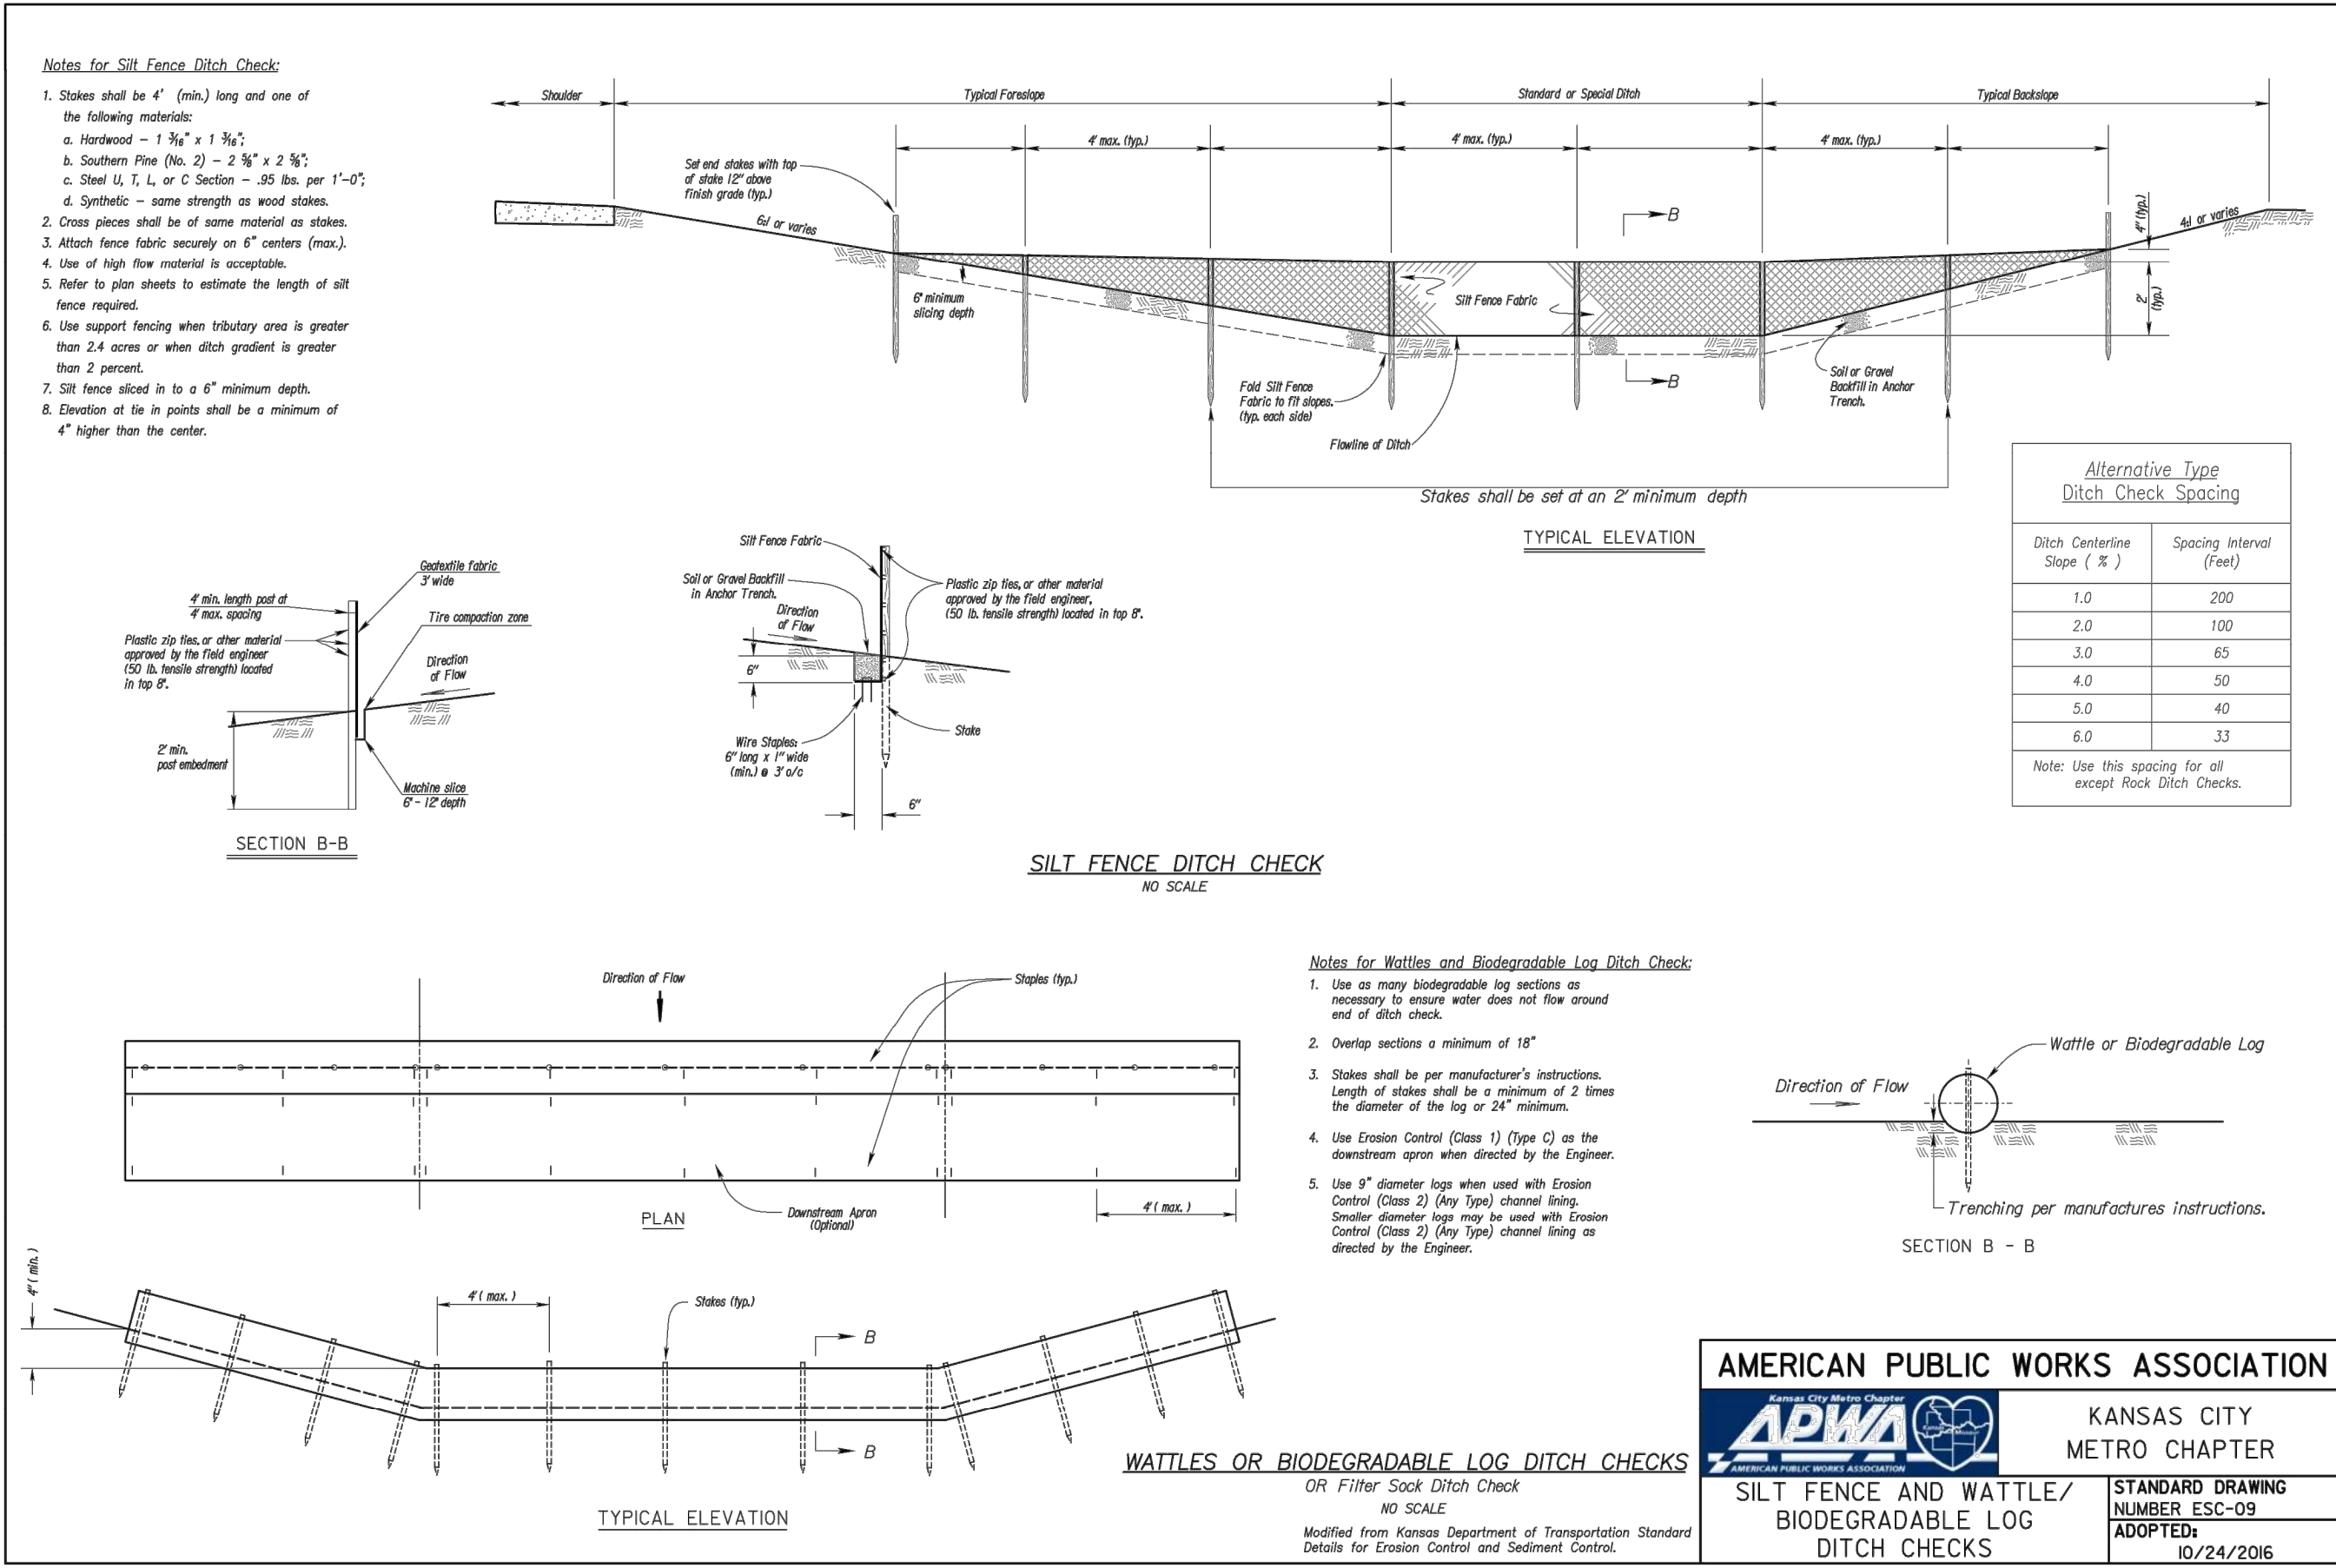 Notes for Silt Fence Ditch Check:
1. Stakes shall be 4' (min.) long and one of
the following materials:
a. Hardwood – 1 3/16" x 1 3/16";
b. Southern Pine (No. 2) – 2 5/8" x 2 5/8";
c. Steel U, T, L, or C Section – .95 lbs. per 1'-0";
d. Synthetic – same strength as wood stakes.
2. Cross pieces shall be of same material as stakes.
3. Attach fence fabric securely on 6" centers (max.).
4. Use of high flow material is acceptable.
5. Refer to plan sheets to estimate the length of silt
fence required.
6. Use support fencing when tributary area is greater
than 2.4 acres or when ditch gradient is greater
than 2 percent.
7. Silt fence sliced in to a 6" minimum depth.
8. Elevation at tie in points shall be a minimum of
4" higher than the center.
Shoulder
Typical Foreslope
Standard or Special Ditch
Typical Backslope
4' max. (typ.)
4' max. (typ.)
4' max. (typ.)
Set end stakes with top
of stake 12" above
finish grade (typ.)
6:1 or varies
B
4" (typ.)
4:1 or varies
6" minimum
slicing depth
Silt Fence Fabric
2'
(typ.)
B
Fold Silt Fence
Fabric to fit slopes.
(typ. each side)
Soil or Gravel
Backfill in Anchor
Trench.
Flowline of Ditch
Stakes shall be set at an 2' minimum depth
TYPICAL ELEVATION
Alternative Type
Ditch Check Spacing
Ditch Centerline
Slope ( % )
Spacing Interval
(Feet)
1.0 200
2.0 100
3.0 65
4.0 50
5.0 40
6.0 33
Note: Use this spacing for all
except Rock Ditch Checks.
Geotextile fabric
3' wide
4' min. length post at
4' max. spacing
Tire compaction zone
Plastic zip ties, or other material
approved by the field engineer
(50 lb. tensile strength) located
in top 8".
Direction
of Flow
2' min.
post embedment
Machine slice
6" - 12" depth
SECTION B-B
Silt Fence Fabric
Soil or Gravel Backfill
in Anchor Trench.
Plastic zip ties, or other material
approved by the field engineer,
(50 lb. tensile strength) located in top 8".
Direction
of Flow
6"
Stake
Wire Staples:
6" long x 1" wide
(min.) @ 3' o/c
6"
SILT FENCE DITCH CHECK
NO SCALE
Direction of Flow
Staples (typ.)
PLAN
Downstream Apron
(Optional)
4' ( max. )
4" ( min. )
4' ( max. )
Stakes (typ.)
B
B
TYPICAL ELEVATION
Notes for Wattles and Biodegradable Log Ditch Check:
1. Use as many biodegradable log sections as
necessary to ensure water does not flow around
end of ditch check.
2. Overlap sections a minimum of 18"
3. Stakes shall be per manufacturer's instructions.
Length of stakes shall be a minimum of 2 times
the diameter of the log or 24" minimum.
4. Use Erosion Control (Class 1) (Type C) as the
downstream apron when directed by the Engineer.
5. Use 9" diameter logs when used with Erosion
Control (Class 2) (Any Type) channel lining.
Smaller diameter logs may be used with Erosion
Control (Class 2) (Any Type) channel lining as
directed by the Engineer.
Wattle or Biodegradable Log
Direction of Flow
Trenching per manufactures instructions.
SECTION B - B
WATTLES OR BIODEGRADABLE LOG DITCH CHECKS
OR Filter Sock Ditch Check
NO SCALE
Modified from Kansas Department of Transportation Standard
Details for Erosion Control and Sediment Control.
AMERICAN PUBLIC WORKS ASSOCIATION
Kansas City Metro Chapter
APWA
AMERICAN PUBLIC WORKS ASSOCIATION
KANSAS CITY
METRO CHAPTER
SILT FENCE AND WATTLE/
BIODEGRADABLE LOG
DITCH CHECKS
STANDARD DRAWING
NUMBER ESC-09
ADOPTED:
10/24/2016